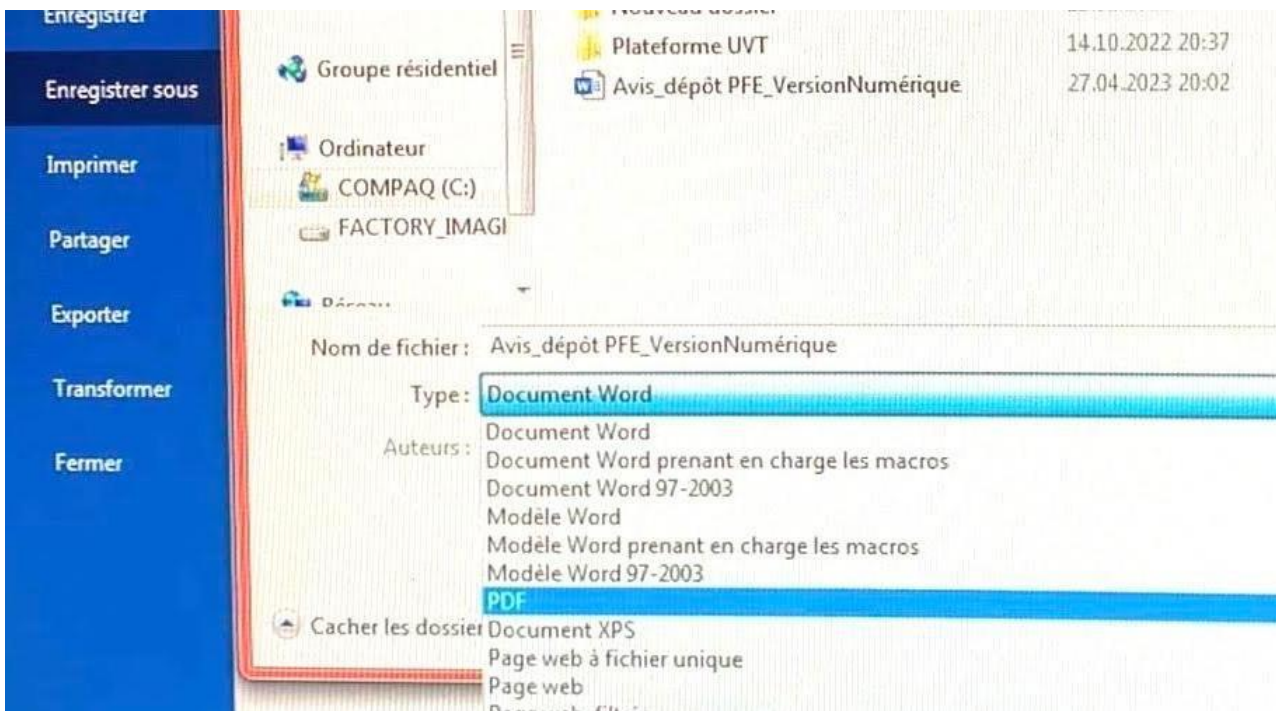 Enregistrer
Enregistrer sous
Imprimer
Partager
Exporter
Transformer
Fermer
Groupe résidentiel
Ordinateur
COMPAQ (C:)
FACTORY_IMAGI
Réseau
Nouveau dossier
Plateforme UVT 14.10.2022 20:37
Avis_dépôt PFE_VersionNumérique 27.04.2023 20:02
Nom de fichier : Avis_dépôt PFE_VersionNumérique
Type : Document Word
Auteurs :
Document Word
Document Word prenant en charge les macros
Document Word 97-2003
Modèle Word
Modèle Word prenant en charge les macros
Modèle Word 97-2003
PDF
Document XPS
Page web à fichier unique
Page web
Cacher les dossier